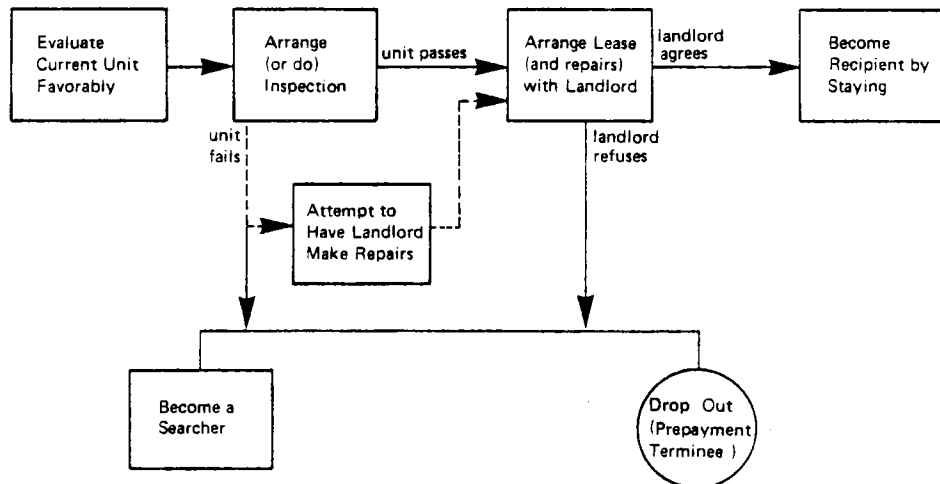 Evaluate
Current Unit
Favorably
Arrange
(or do)
Inspection
unit passes
Arrange Lease
(and repairs)
with Landlord
landlord
agrees
Become
Recipient by
Staying
unit
fails
landlord
refuses
Attempt to
Have Landlord
Make Repairs
Become a
Searcher
Drop Out
(Prepayment
Terminee )